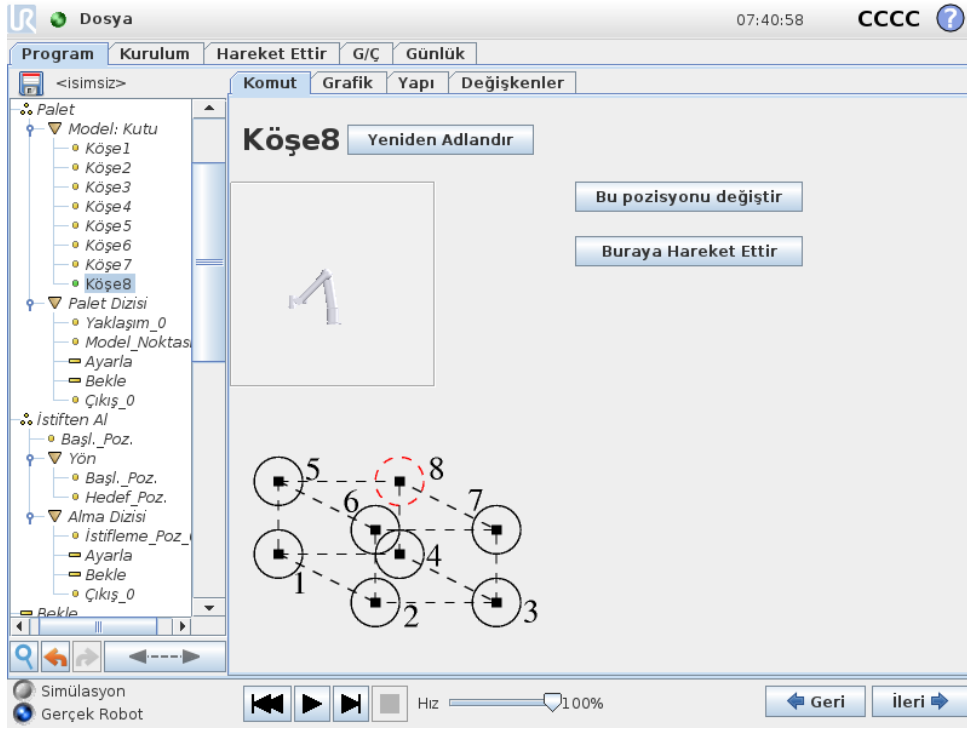 Dosya
07:40:58
CCCC
?
Program
Kurulum
Hareket Ettir
G/Ç
Günlük
<isimsiz>
Komut
Grafik
Yapı
Değişkenler
Palet
Model: Kutu
Köşe1
Köşe2
Köşe3
Köşe4
Köşe5
Köşe6
Köşe7
Köşe8
Palet Dizisi
Yaklaşım_0
Model_Noktası
Ayarla
Bekle
Çıkış_0
İstiften Al
Başl._Poz.
Yön
Başl._Poz.
Hedef_Poz.
Alma Dizisi
İstifleme_Poz_
Ayarla
Bekle
Çıkış_0
Bekle
Köşe8
Yeniden Adlandır
Bu pozisyonu değiştir
Buraya Hareket Ettir
5
8
6
7
1
4
2
3
Simülasyon
Gerçek Robot
Hız
100%
Geri
İleri